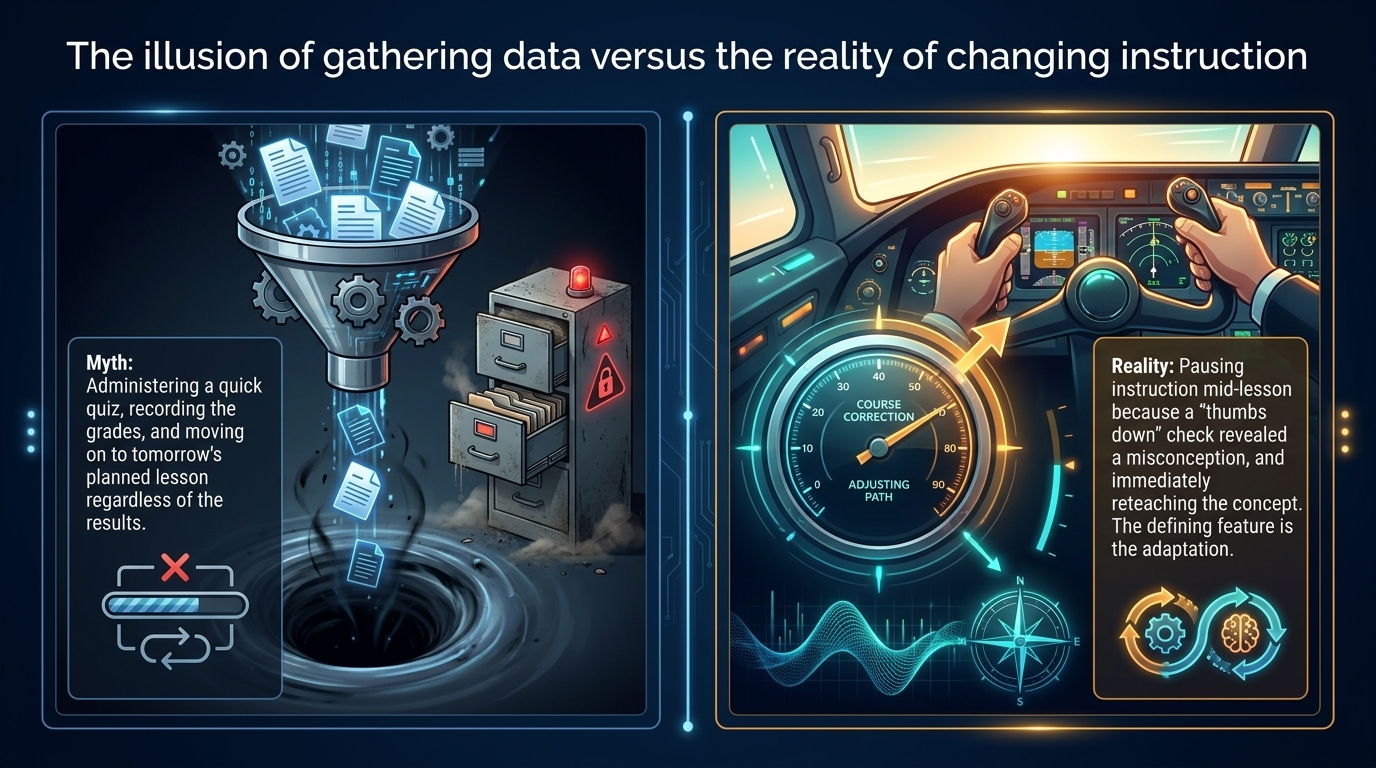 The illusion of gathering data versus the reality of changing instruction
Myth:
Administering a quick
quiz, recording the
grades, and moving
on to tomorrow's
planned lesson
regardless of the
results.
Reality: Pausing
instruction mid-lesson
because a "thumbs
down" check revealed
a misconception, and
immediately
reteaching the concept.
The defining feature is
the adaptation.
0
10
20
30
40
50
80
90
COURSE
CORRECTION
ADJUSTING
PATH
N
E
S